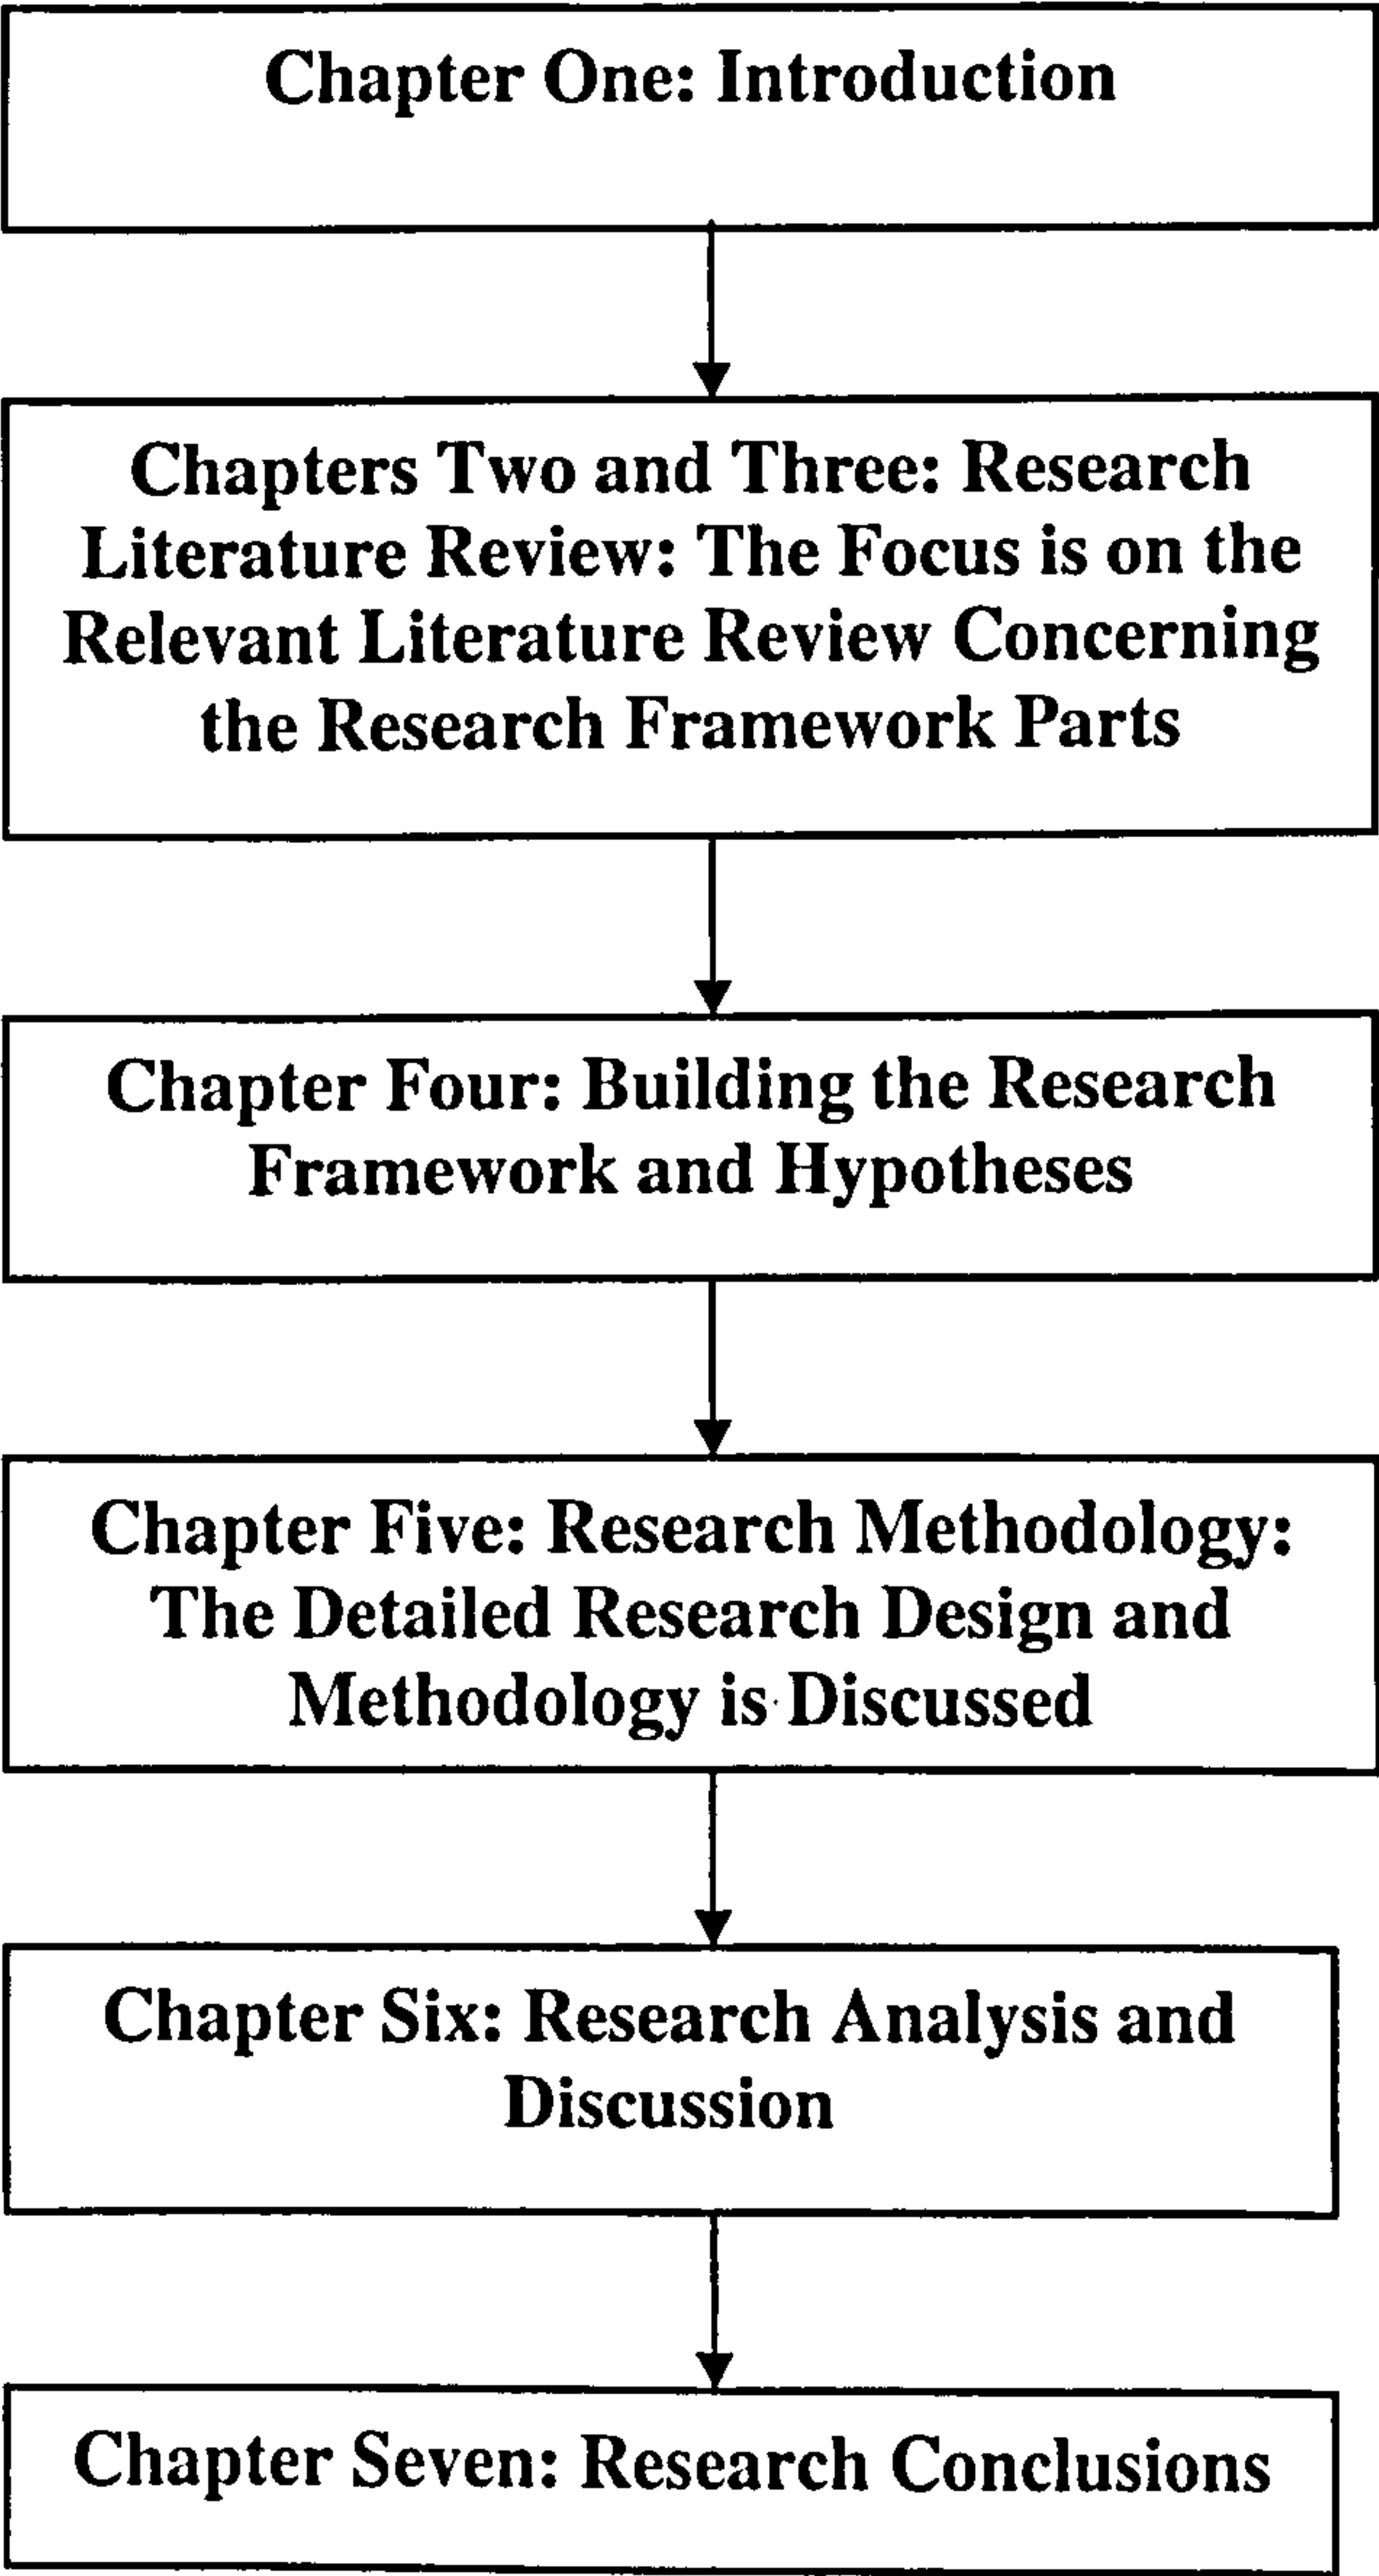 Chapter One: Introduction
Chapters Two and Three: Research
Literature Review: The Focus is on the
Relevant Literature Review Concerning
the Research Framework Parts
Chapter Four: Building the Research
Framework and Hypotheses
Chapter Five: Research Methodology:
The Detailed Research Design and
Methodology is Discussed
Chapter Six: Research Analysis and
Discussion
Chapter Seven: Research Conclusions